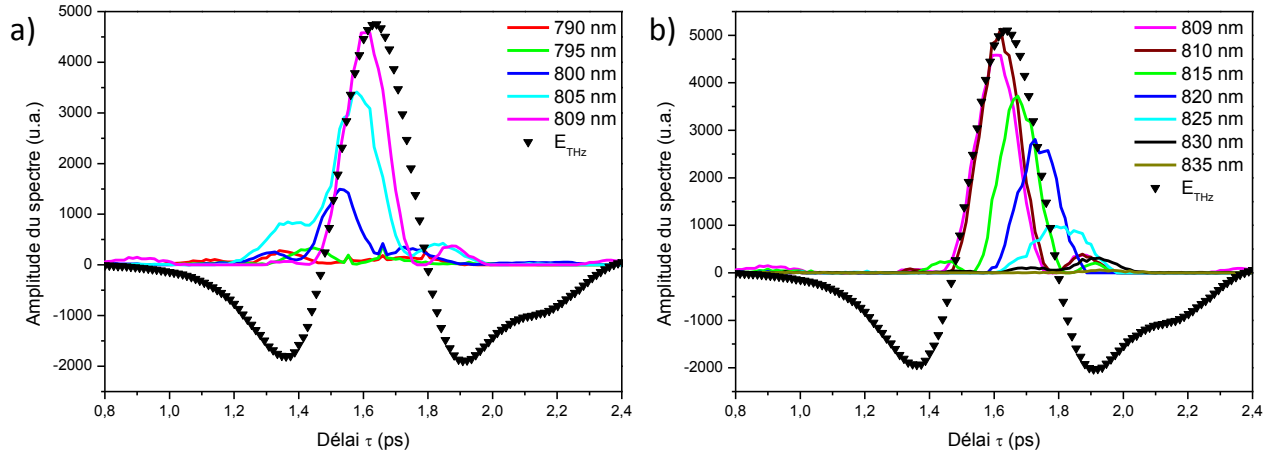 a)
Amplitude du spectre (u.a.)
5000
4000
3000
2000
1000
0
-1000
-2000
0,8 1,0 1,2 1,4 1,6 1,8 2,0 2,2 2,4
Délai τ (ps)
790 nm
795 nm
800 nm
805 nm
809 nm
E_THz
b)
Amplitude du spectre (u.a.)
5000
4000
3000
2000
1000
0
-1000
-2000
0,8 1,0 1,2 1,4 1,6 1,8 2,0 2,2 2,4
Délai τ (ps)
809 nm
810 nm
815 nm
820 nm
825 nm
830 nm
835 nm
E_THz